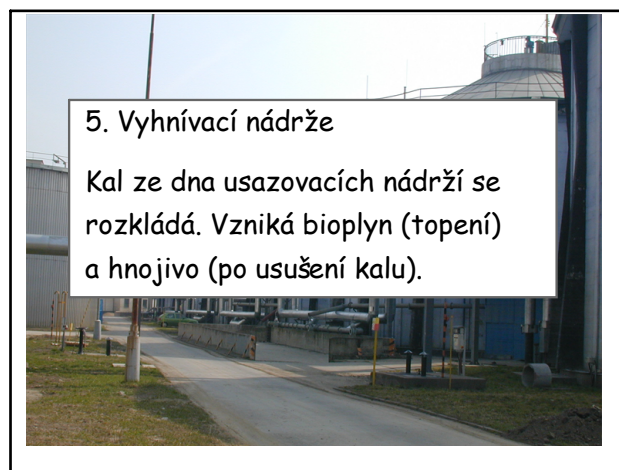 5. Vyhnívací nádrže
Kal ze dna usazovacích nádrží se
rozkládá. Vzniká bioplyn (topení)
a hnojivo (po usušení kalu).